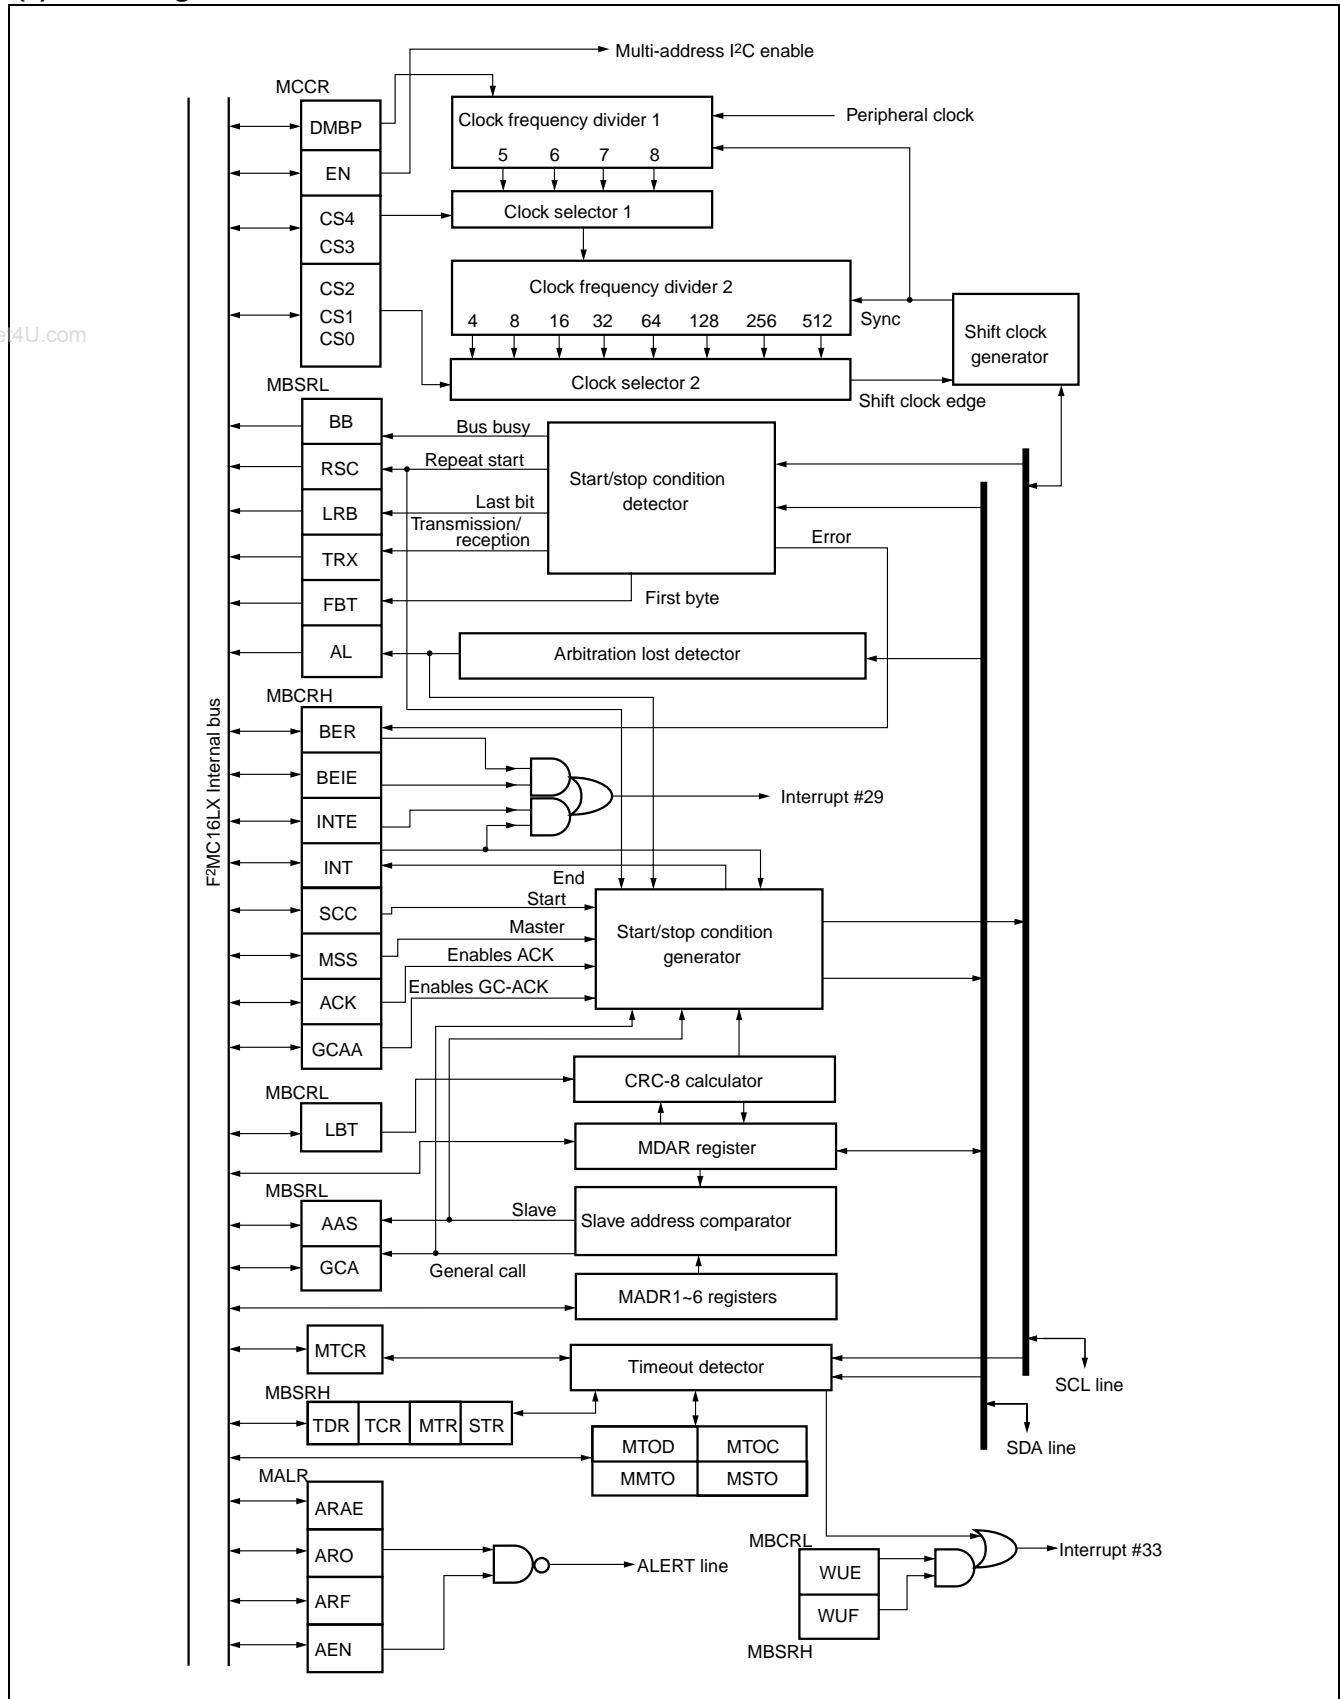 Multi-address I²C enable
MCCR
DMBP
Clock frequency divider 1
Peripheral clock
5 6 7 8
EN
CS4
CS3
Clock selector 1
CS2
CS1
CS0
Clock frequency divider 2
4 8 16 32 64 128 256 512
Sync
Shift clock
generator
Clock selector 2
Shift clock edge
et4U.com
MBSRL
BB
Bus busy
RSC
Repeat start
Start/stop condition
detector
LRB
Last bit
Transmission/
reception
TRX
Error
FBT
First byte
AL
Arbitration lost detector
F²MC16LX Internal bus
MBCRH
BER
BEIE
Interrupt #29
INTE
INT
End
SCC
Start
MSS
Master
Start/stop condition
generator
ACK
Enables ACK
GCAA
Enables GC-ACK
MBCRL
CRC-8 calculator
LBT
MDAR register
MBSRL
AAS
Slave
Slave address comparator
GCA
General call
MADR1~6 registers
MTCR
Timeout detector
SCL line
MBSRH
TDR TCR MTR STR
MTOD MTOC
MMTO MSTO
SDA line
MALR
ARAE
ARO
ALERT line
ARF
AEN
MBCRL
WUE
WUF
MBSRH
Interrupt #33